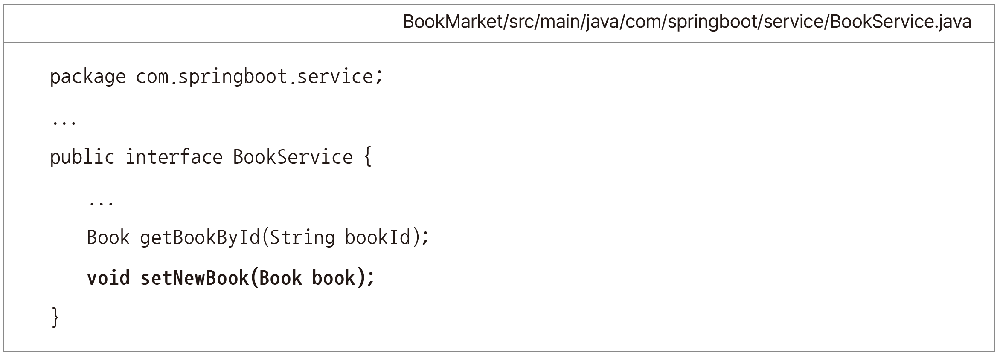 BookMarket/src/main/java/com/springboot/service/BookService.java
package com.springboot.service;
...
public interface BookService {
...
Book getBookById(String bookId);
void setNewBook(Book book);
}